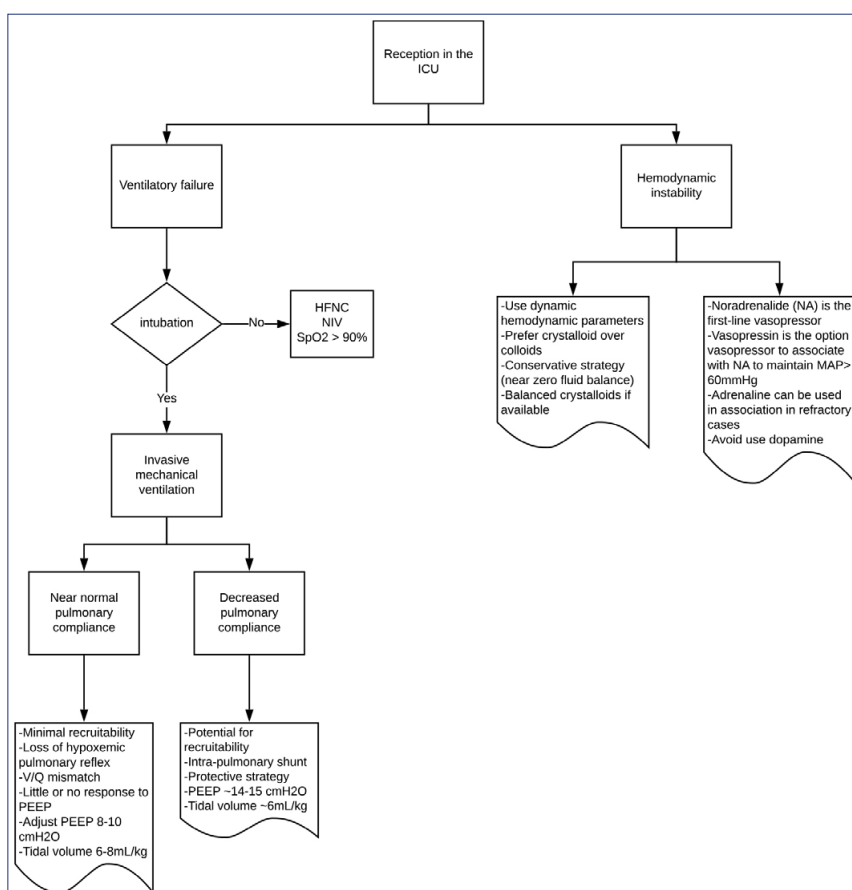 Reception in the
ICU
Ventilatory failure
Hemodynamic
instability
intubation
No
HFNC
NIV
SpO2 > 90%
-Use dynamic
hemodynamic parameters
-Prefer crystalloid over
colloids
-Conservative strategy
(near zero fluid balance)
-Balanced crystalloids if
available
-Noradrenalide (NA) is the
first-line vasopressor
-Vasopressin is the option
vasopressor to associate
with NA to maintain MAP>
60mmHg
-Adrenaline can be used
in association in refractory
cases
-Avoid use dopamine
Yes
Invasive
mechanical
ventilation
Near normal
pulmonary
compliance
Decreased
pulmonary
compliance
-Minimal recruitability
-Loss of hypoxemic
pulmonary reflex
-V/Q mismatch
-Little or no response to
PEEP
-Adjust PEEP 8-10
cmH2O
-Tidal volume 6-8mL/kg
-Potential for
recruitability
-Intra-pulmonary shunt
-Protective strategy
-PEEP ~14-15 cmH2O
-Tidal volume ~6mL/kg